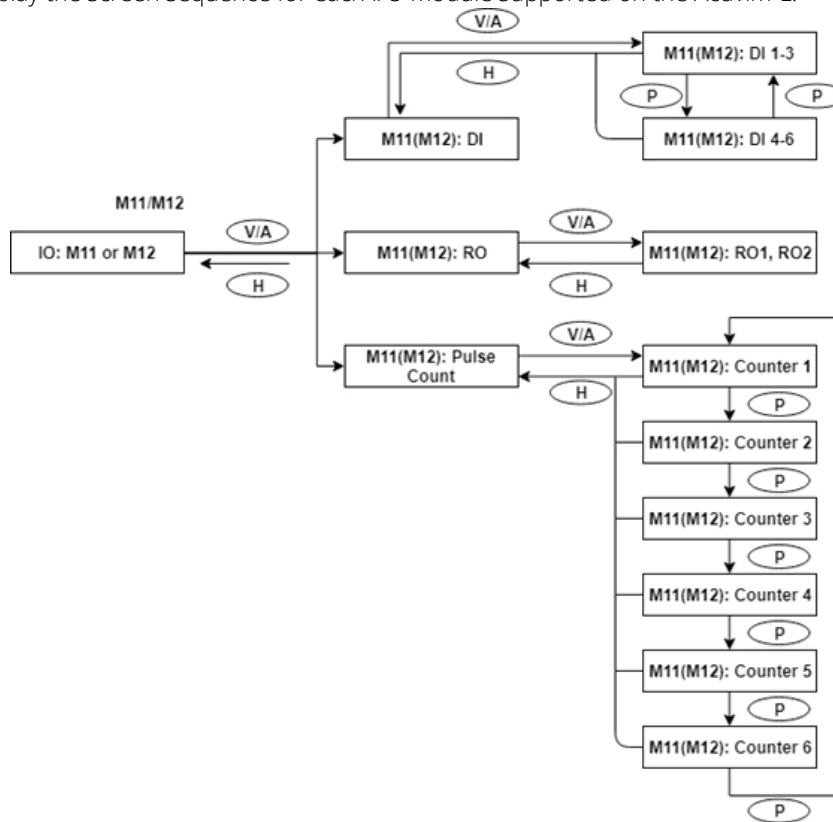 V/A
M11(M12): DI 1-3
H
P
P
M11(M12): DI
M11(M12): DI 4-6
M11/M12
V/A
V/A
IO: M11 or M12
M11(M12): RO
M11(M12): RO1, RO2
H
H
V/A
M11(M12): Pulse
Count
M11(M12): Counter 1
H
P
M11(M12): Counter 2
P
M11(M12): Counter 3
P
M11(M12): Counter 4
P
M11(M12): Counter 5
P
M11(M12): Counter 6
P